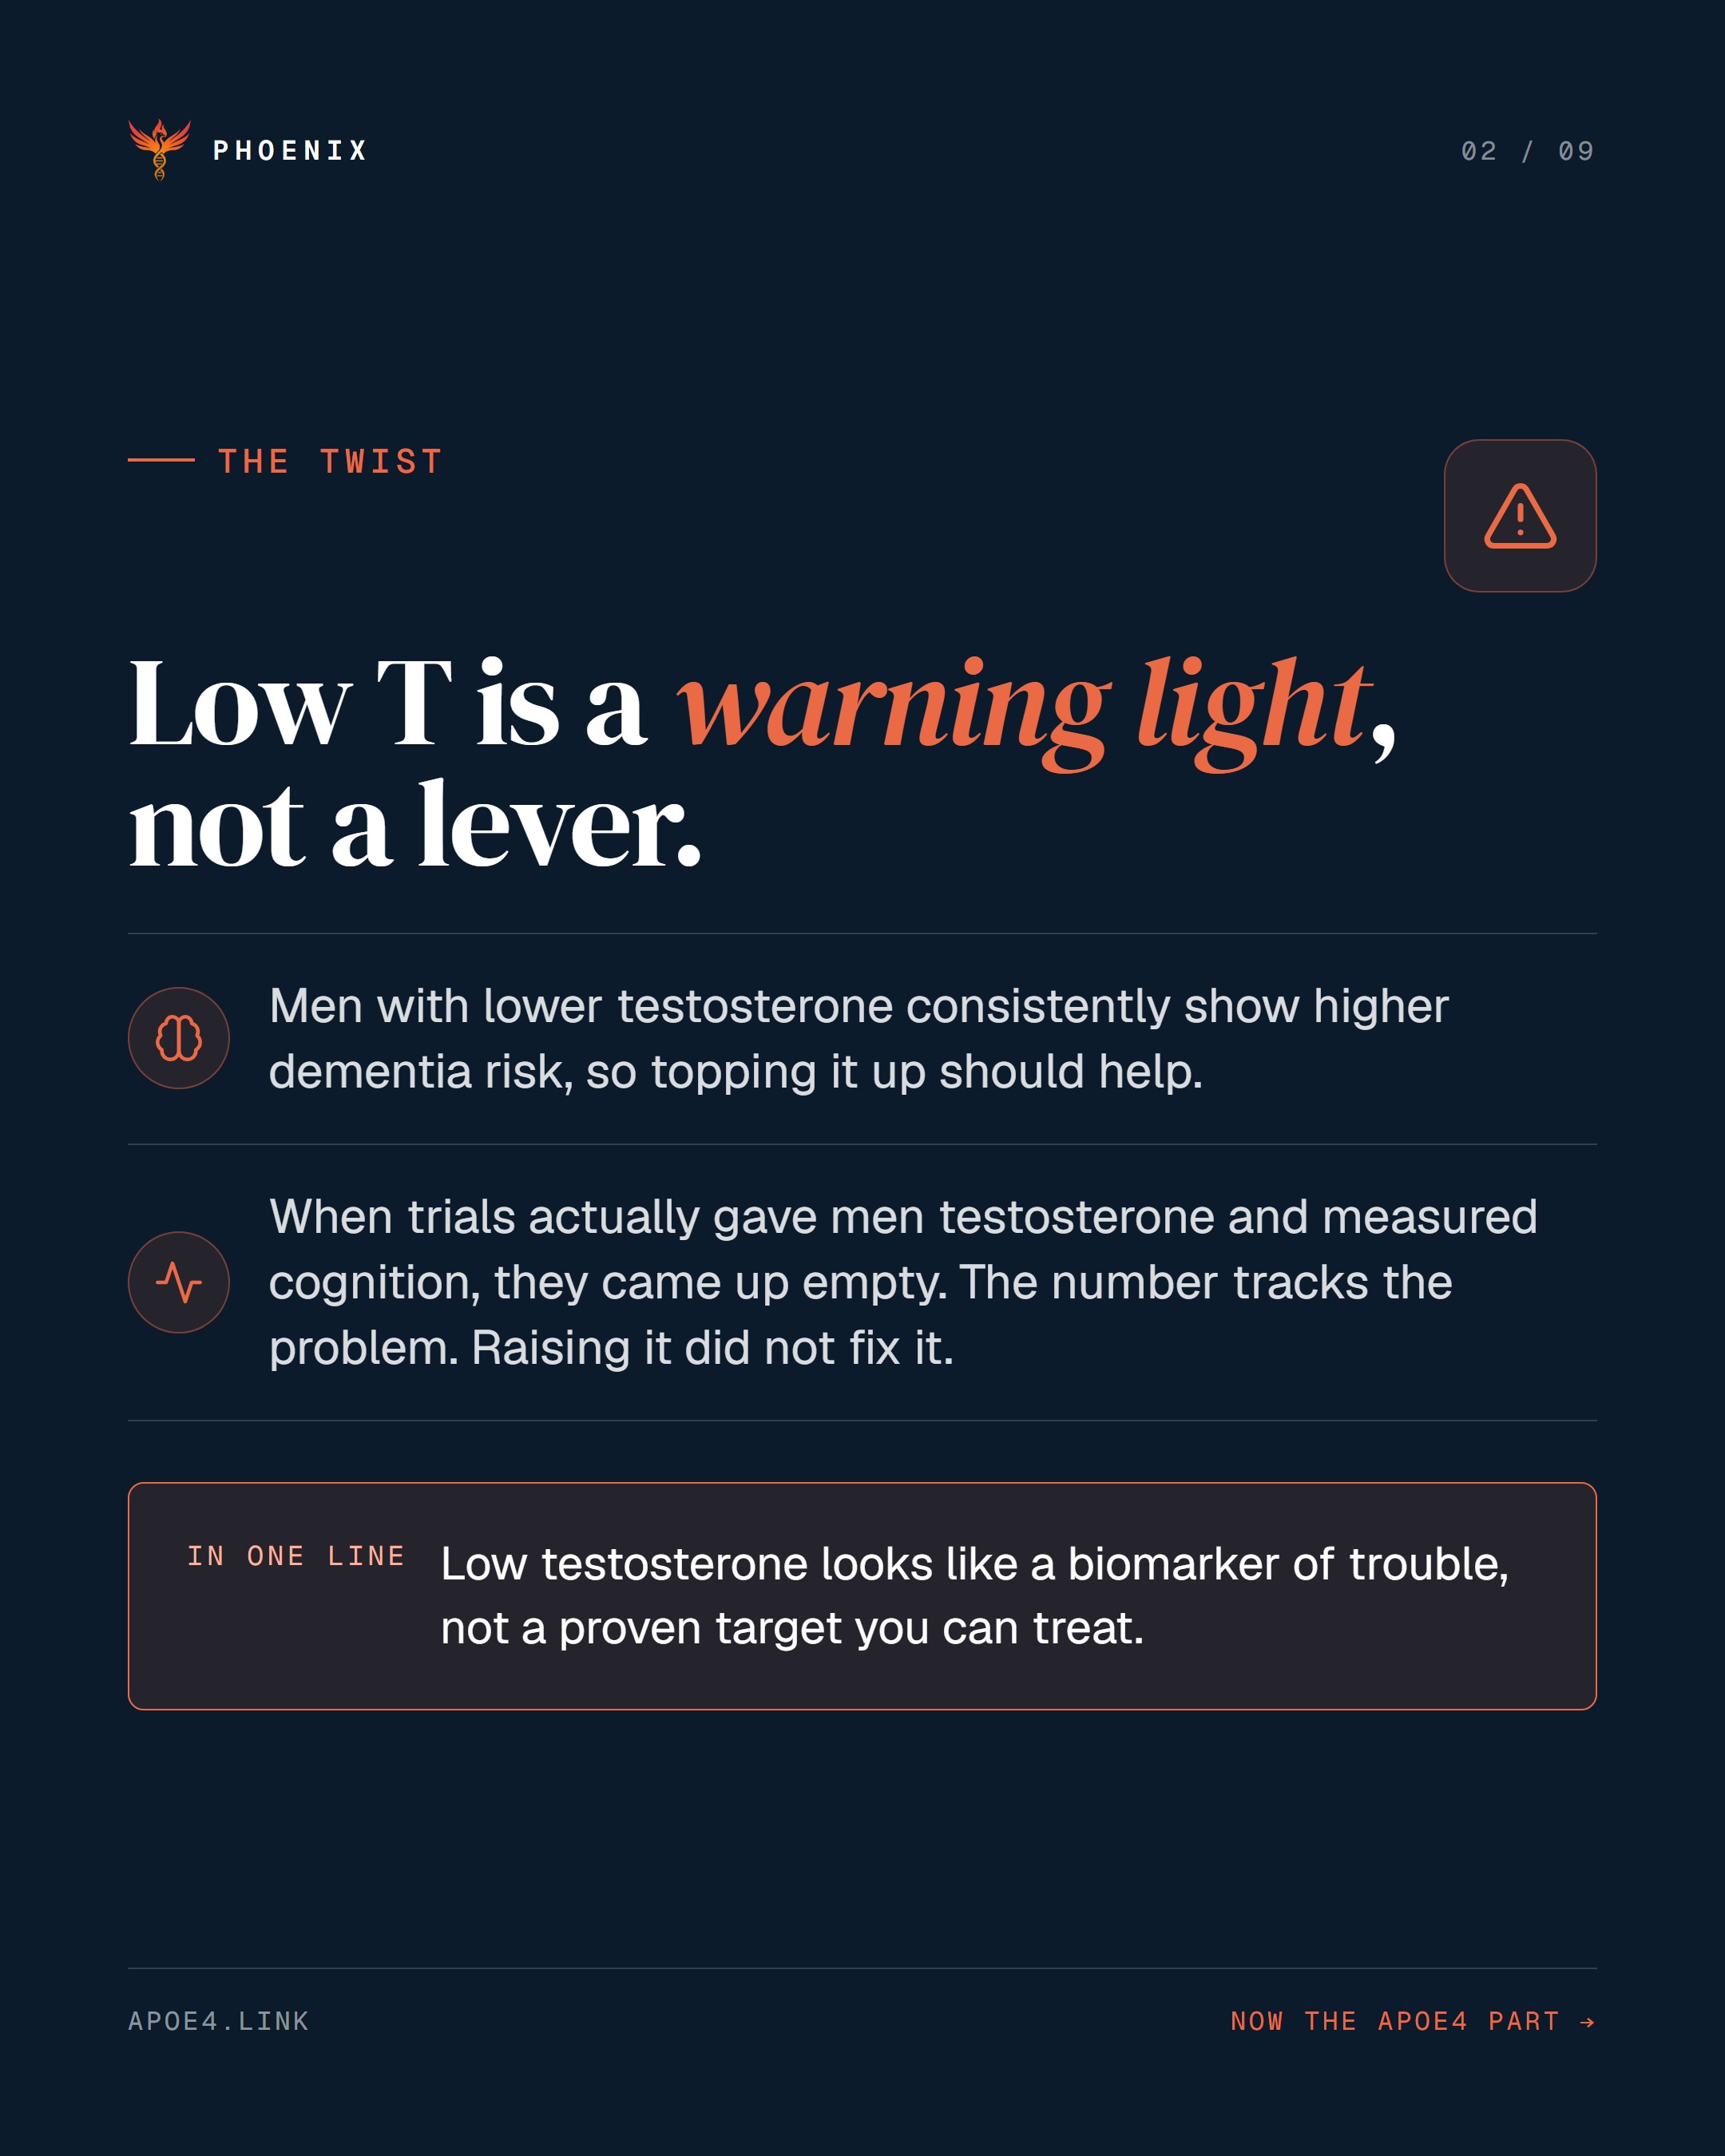 PHOENIX
02 / 09
THE TWIST
Low T is a warning light,
not a lever.
Men with lower testosterone consistently show higher
dementia risk, so topping it up should help.
When trials actually gave men testosterone and measured
cognition, they came up empty. The number tracks the
problem. Raising it did not fix it.
IN ONE LINE
Low testosterone looks like a biomarker of trouble,
not a proven target you can treat.
APOE4.LINK
NOW THE APOE4 PART →